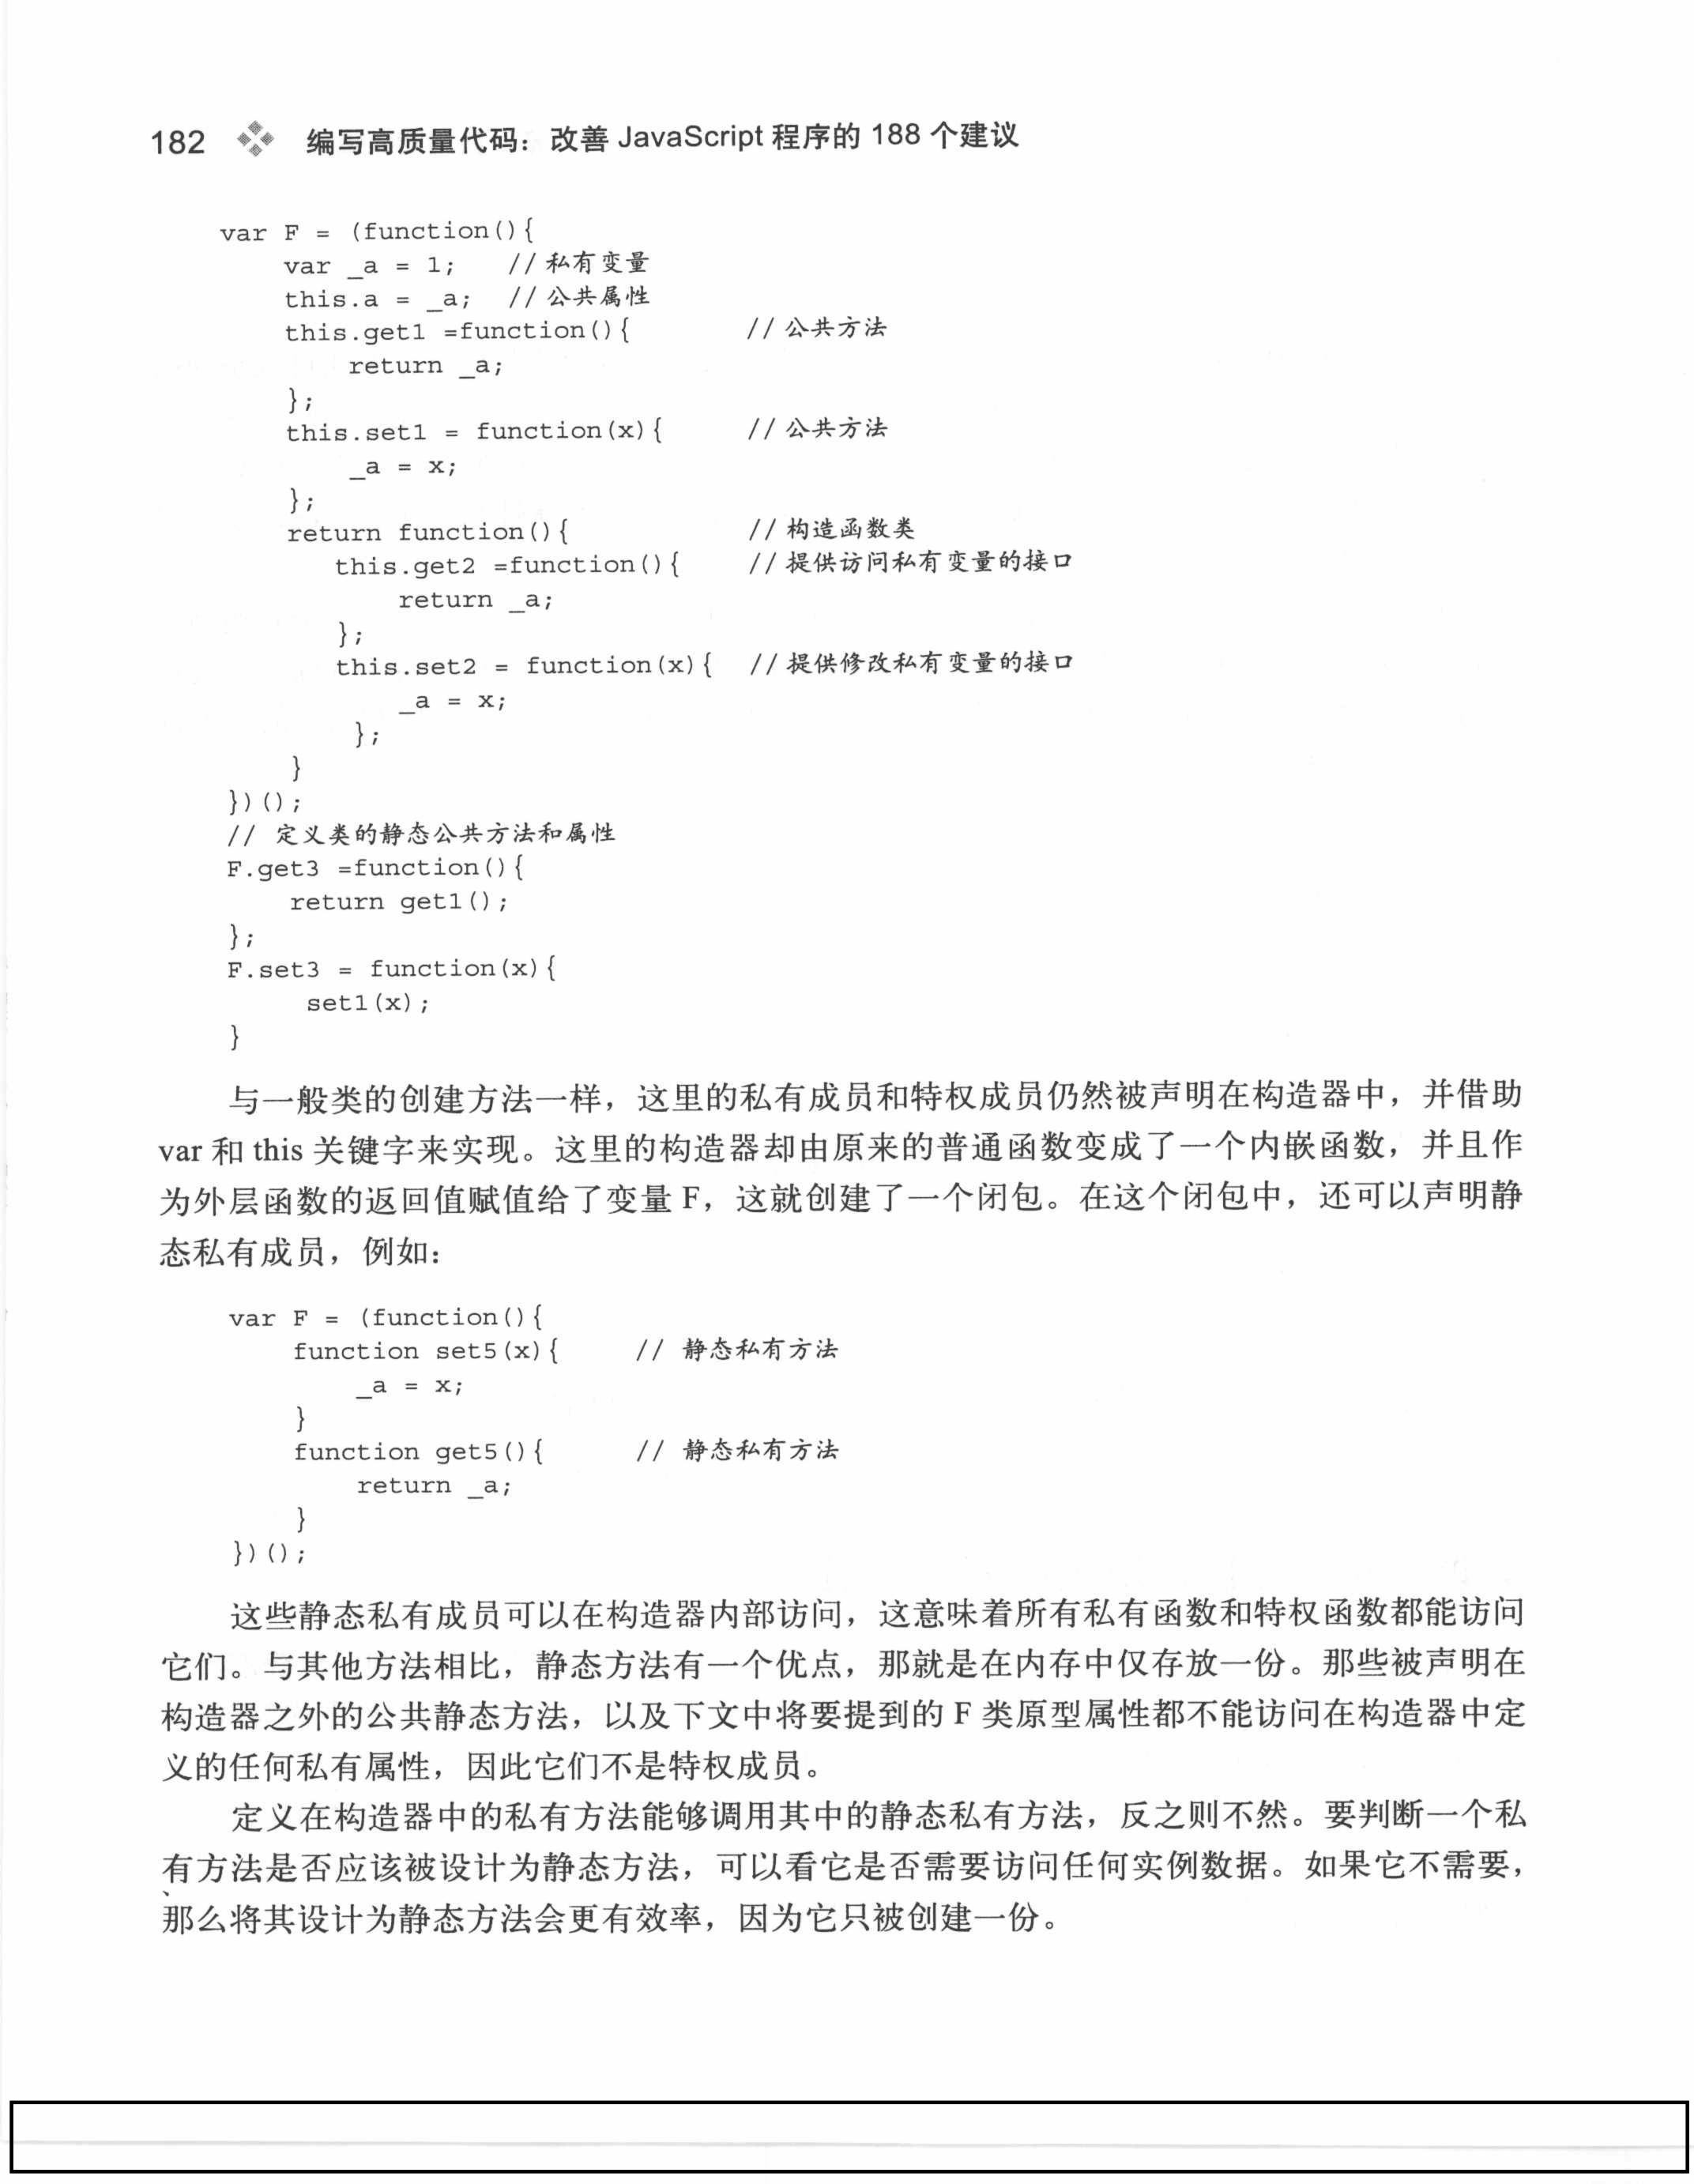 182 编写高质量代码：改善 JavaScript 程序的 188 个建议
var F = (function(){
var _a = 1; //私有变量
this.a = _a; //公共属性
this.get1 =function(){ //公共方法
return _a;
};
this.set1 = function(x){ //公共方法
_a = x;
};
return function(){ //构造函数类
this.get2 =function(){ //提供访问私有变量的接口
return _a;
};
this.set2 = function(x){ //提供修改私有变量的接口
_a = x;
};
}
})();
// 定义类的静态公共方法和属性
F.get3 =function(){
return get1();
};
F.set3 = function(x){
set1(x);
}
与一般类的创建方法一样，这里的私有成员和特权成员仍然被声明在构造器中，并借助
var 和 this 关键字来实现。这里的构造器却由原来的普通函数变成了一个内嵌函数，并且作
为外层函数的返回值赋值给了变量 F，这就创建了一个闭包。在这个闭包中，还可以声明静
态私有成员，例如：
var F = (function(){
function set5(x){ // 静态私有方法
_a = x;
}
function get5(){ // 静态私有方法
return _a;
}
})();
这些静态私有成员可以在构造器内部访问，这意味着所有私有函数和特权函数都能访问
它们。与其他方法相比，静态方法有一个优点，那就是在内存中仅存放一份。那些被声明在
构造器之外的公共静态方法，以及下文中将要提到的 F 类原型属性都不能访问在构造器中定
义的任何私有属性，因此它们不是特权成员。
定义在构造器中的私有方法能够调用其中的静态私有方法，反之则不然。要判断一个私
有方法是否应该被设计为静态方法，可以看它是否需要访问任何实例数据。如果它不需要，
那么将其设计为静态方法会更有效率，因为它只被创建一份。